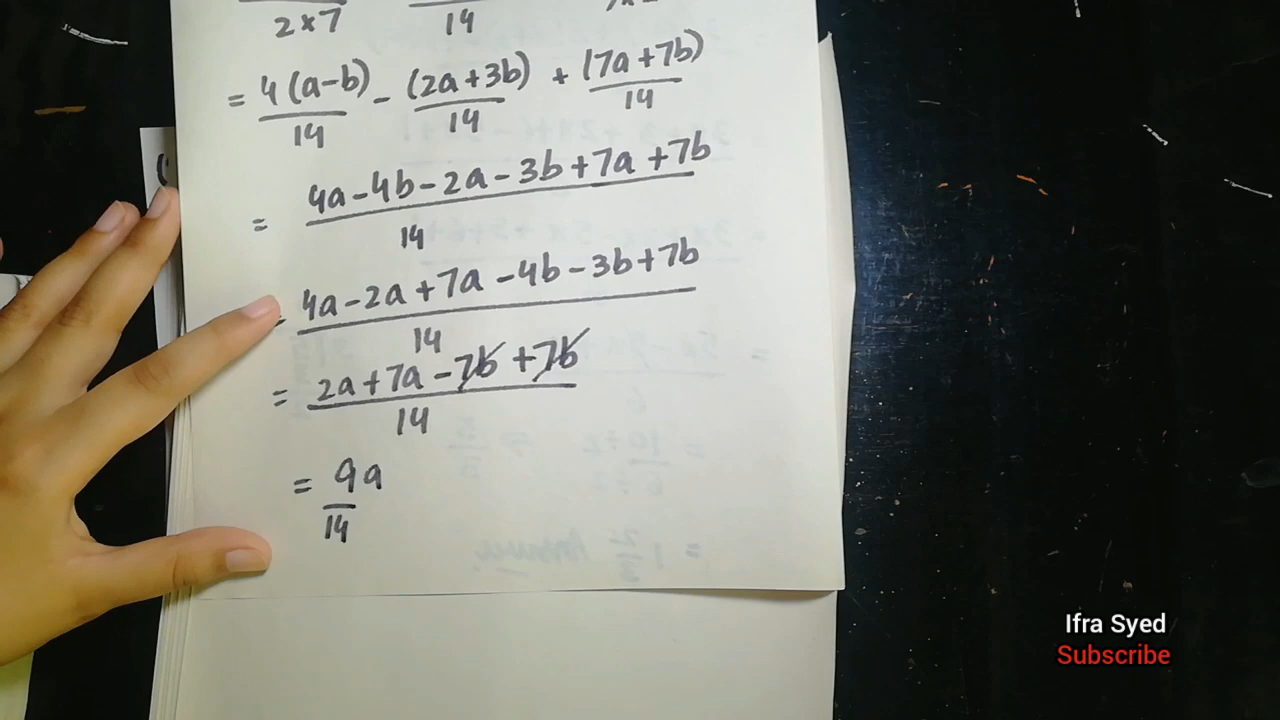 2×7 14
= 4(a-b)/14 - (2a+3b)/14 + (7a+7b)/14
= 4a-4b-2a-3b+7a+7b/14
= 4a-2a+7a-4b-3b+7b/14
= 2a+7a-7b+7b/14
= 9a/14
Ifra Syed
Subscribe